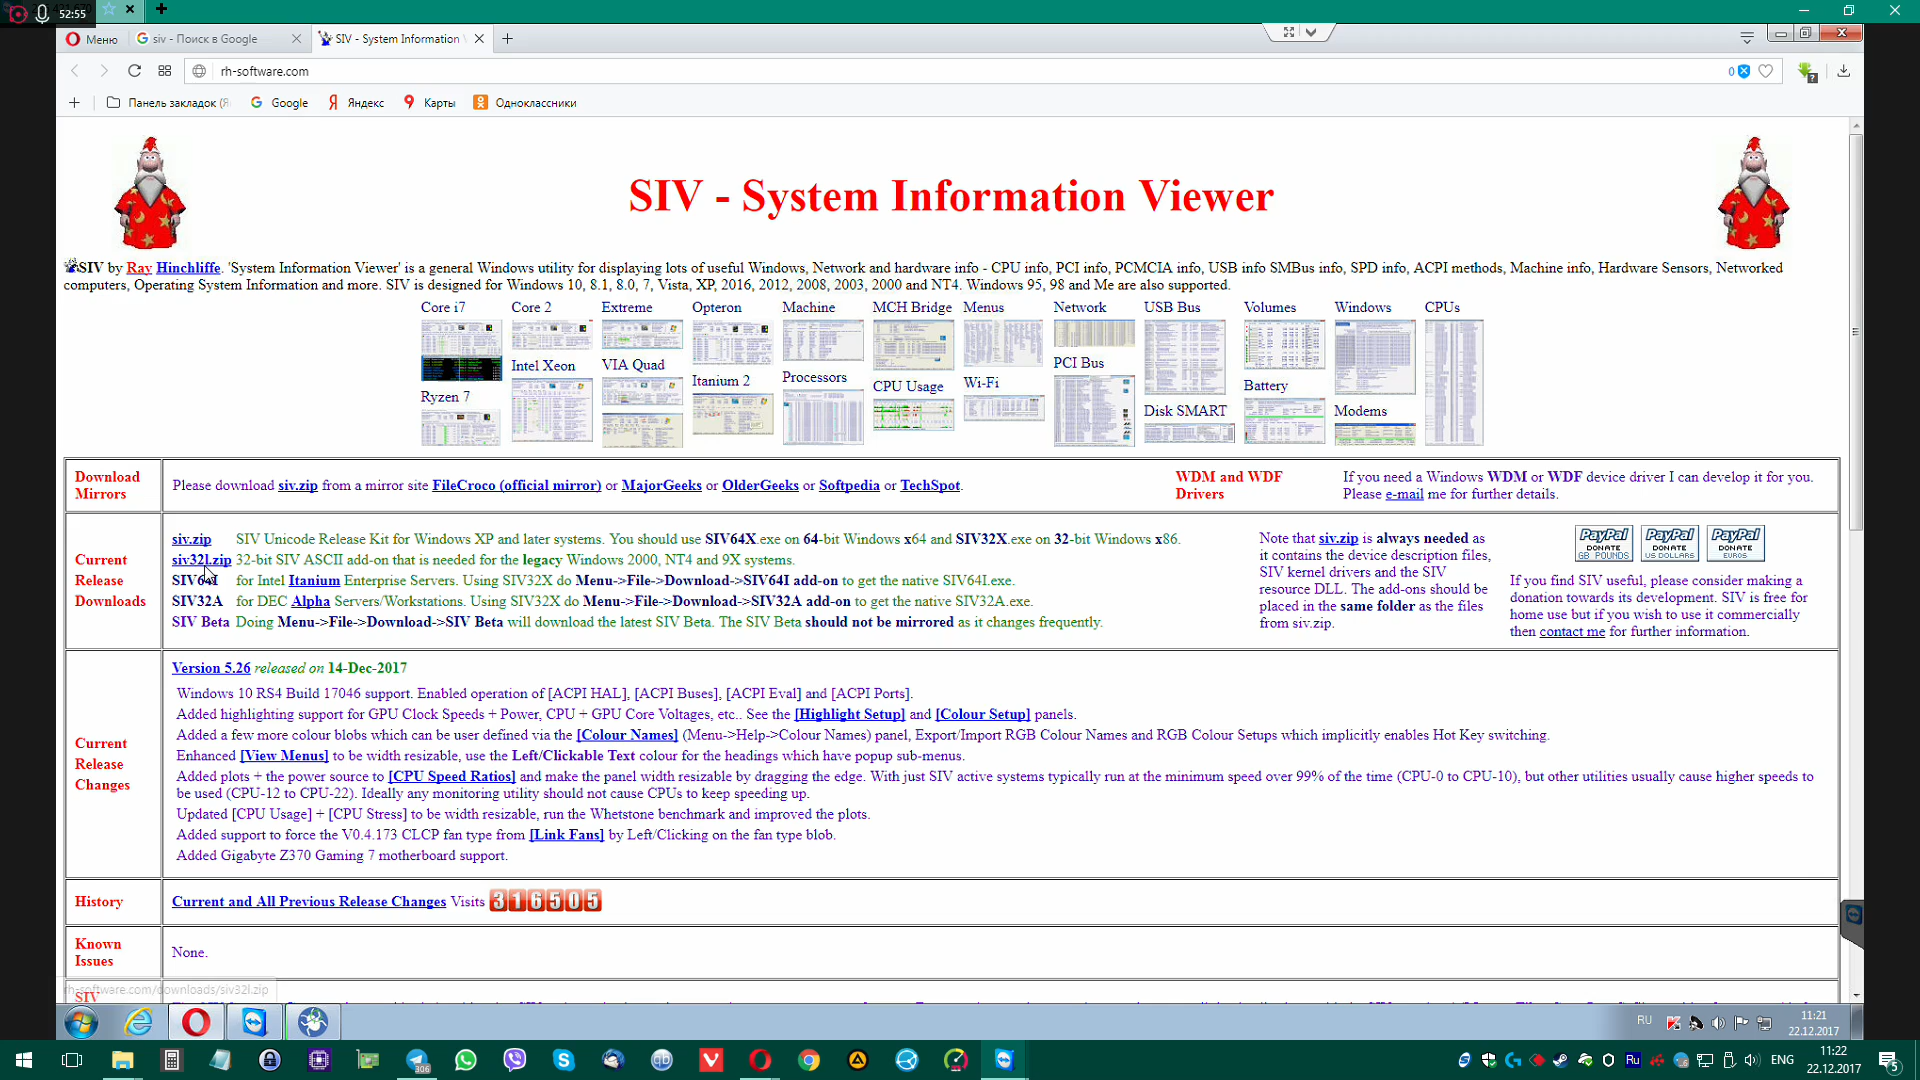 52:55
Меню
siv - Поиск в Google
SIV - System Information
rh-software.com
0
Панель закладок (Я
Google
Яндекс
Карты
Одноклассники
SIV - System Information Viewer
SIV by Ray Hinchliffe. 'System Information Viewer' is a general Windows utility for displaying lots of useful Windows, Network and hardware info - CPU info, PCI info, PCMCIA info, USB info SMBus info, SPD info, ACPI methods, Machine info, Hardware Sensors, Networked
computers, Operating System Information and more. SIV is designed for Windows 10, 8.1, 8.0, 7, Vista, XP, 2016, 2012, 2008, 2003, 2000 and NT4. Windows 95, 98 and Me are also supported.
Core i7
Core 2
Extreme
Opteron
Machine
MCH Bridge
Menus
Network
USB Bus
Volumes
Windows
CPUs
Intel Xeon
VIA Quad
Itanium 2
Processors
CPU Usage
Wi-Fi
PCI Bus
Battery
Ryzen 7
Disk SMART
Modems
Download
Mirrors
Please download siv.zip from a mirror site FileCroco (official mirror) or MajorGeeks or OlderGeeks or Softpedia or TechSpot.
WDM and WDF
Drivers
If you need a Windows WDM or WDF device driver I can develop it for you.
Please e-mail me for further details.
Current
Release
Downloads
siv.zip SIV Unicode Release Kit for Windows XP and later systems. You should use SIV64X.exe on 64-bit Windows x64 and SIV32X.exe on 32-bit Windows x86.
siv32l.zip 32-bit SIV ASCII add-on that is needed for the legacy Windows 2000, NT4 and 9X systems.
SIV64I for Intel Itanium Enterprise Servers. Using SIV32X do Menu->File->Download->SIV64I add-on to get the native SIV64I.exe.
SIV32A for DEC Alpha Servers/Workstations. Using SIV32X do Menu->File->Download->SIV32A add-on to get the native SIV32A.exe.
SIV Beta Doing Menu->File->Download->SIV Beta will download the latest SIV Beta. The SIV Beta should not be mirrored as it changes frequently.
Note that siv.zip is always needed as
it contains the device description files,
SIV kernel drivers and the SIV
resource DLL. The add-ons should be
placed in the same folder as the files
from siv.zip.
PayPal
DONATE
GB POUNDS
PayPal
DONATE
US DOLLARS
PayPal
DONATE
EUROS
If you find SIV useful, please consider making a
donation towards its development. SIV is free for
home use but if you wish to use it commercially
then contact me for further information.
Current
Release
Changes
Version 5.26 released on 14-Dec-2017
Windows 10 RS4 Build 17046 support. Enabled operation of [ACPI HAL], [ACPI Buses], [ACPI Eval] and [ACPI Ports].
Added highlighting support for GPU Clock Speeds + Power, CPU + GPU Core Voltages, etc.. See the [Highlight Setup] and [Colour Setup] panels.
Added a few more colour blobs which can be user defined via the [Colour Names] (Menu->Help->Colour Names) panel, Export/Import RGB Colour Names and RGB Colour Setups which implicitly enables Hot Key switching.
Enhanced [View Menus] to be width resizable, use the Left/Clickable Text colour for the headings which have popup sub-menus.
Added plots + the power source to [CPU Speed Ratios] and make the panel width resizable by dragging the edge. With just SIV active systems typically run at the minimum speed over 99% of the time (CPU-0 to CPU-10), but other utilities usually cause higher speeds to
be used (CPU-12 to CPU-22). Ideally any monitoring utility should not cause CPUs to keep speeding up.
Updated [CPU Usage] + [CPU Stress] to be width resizable, run the Whetstone benchmark and improved the plots.
Added support to force the V0.4.173 CLCP fan type from [Link Fans] by Left/Clicking on the fan type blob.
Added Gigabyte Z370 Gaming 7 motherboard support.
History
Current and All Previous Release Changes Visits 316505
Known
Issues
None.
rh-software.com/downloads/siv32l.zip
SIV
RU
11:21
22.12.2017
306
Ru
ENG
11:22
22.12.2017
5